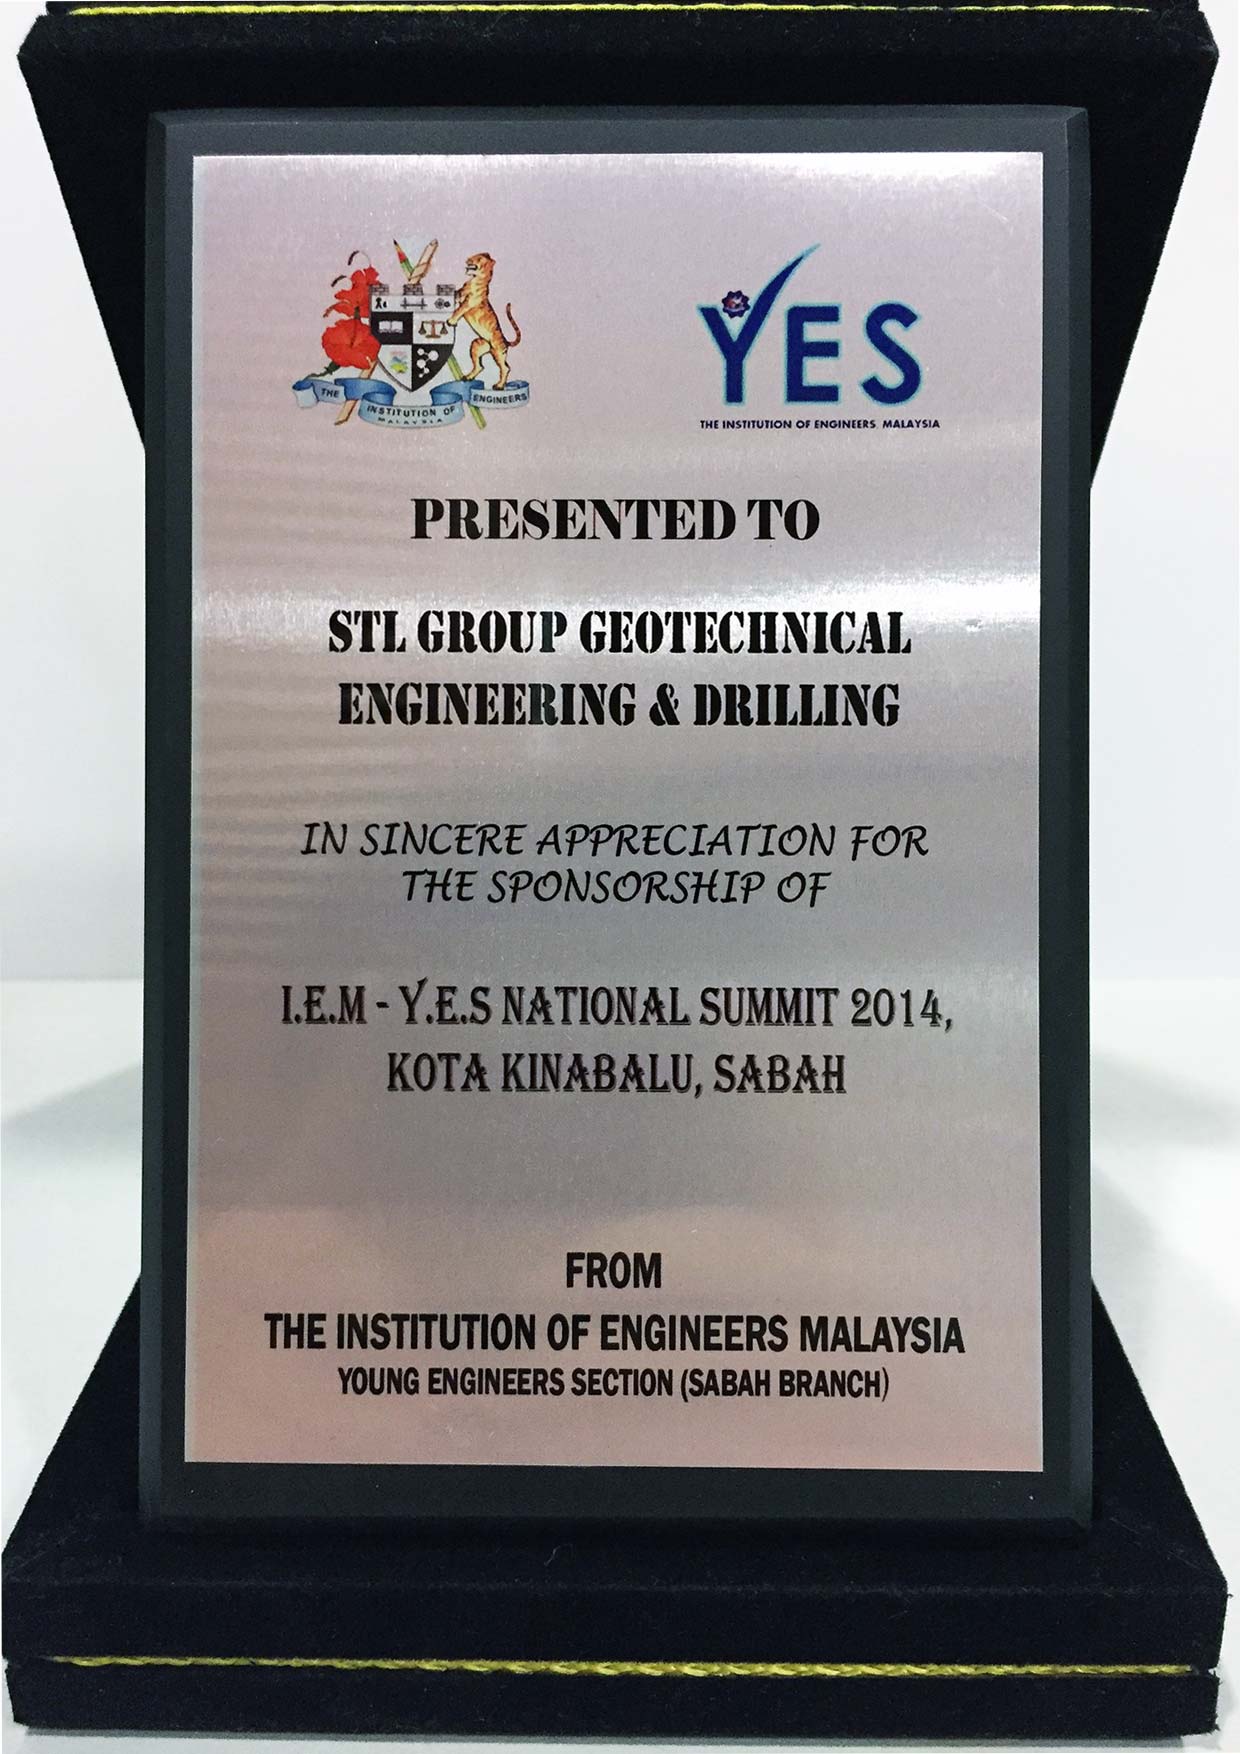 THE INSTITUTION OF ENGINEERS
MALAYSIA
YES
THE INSTITUTION OF ENGINEERS, MALAYSIA
PRESENTED TO
STL GROUP GEOTECHNICAL
ENGINEERING & DRILLING
IN SINCERE APPRECIATION FOR
THE SPONSORSHIP OF
I.E.M - Y.E.S NATIONAL SUMMIT 2014,
KOTA KINABALU, SABAH
FROM
THE INSTITUTION OF ENGINEERS MALAYSIA
YOUNG ENGINEERS SECTION (SABAH BRANCH)